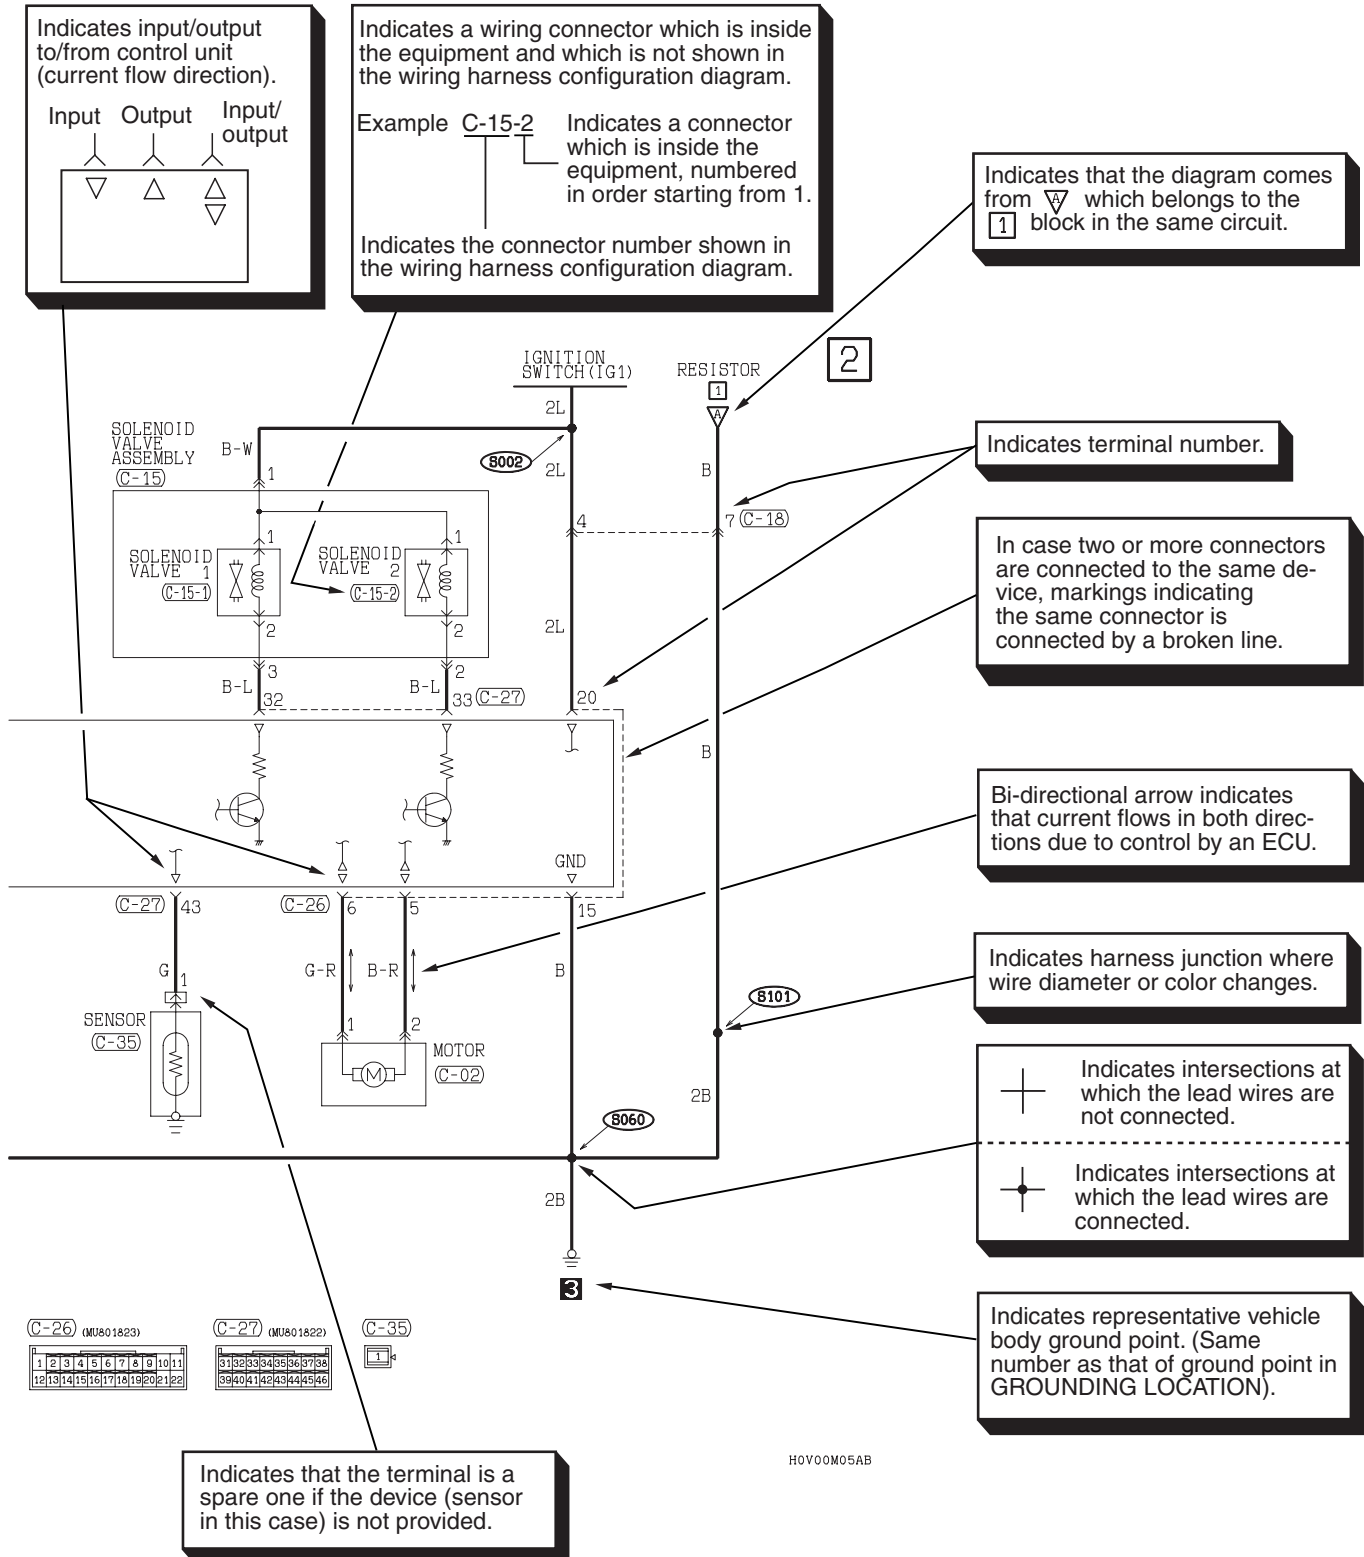 Indicates input/output
to/from control unit
(current flow direction).
Input Output Input/
output
Indicates a wiring connector which is inside
the equipment and which is not shown in
the wiring harness configuration diagram.
Example C-15-2 Indicates a connector
which is inside the
equipment, numbered
in order starting from 1.
Indicates the connector number shown in
the wiring harness configuration diagram.
Indicates that the diagram comes
from A which belongs to the
1 block in the same circuit.
2
IGNITION
SWITCH(IG1)
RESISTOR
1
A
2L
SOLENOID
VALVE
ASSEMBLY
(C-15)
B-W
1
S002
2L
B
Indicates terminal number.
4
7 (C-18)
1
1
SOLENOID
VALVE 1
(C-15-1)
SOLENOID
VALVE 2
(C-15-2)
2
2
2L
In case two or more connectors
are connected to the same de-
vice, markings indicating
the same connector is
connected by a broken line.
3
2
B-L
32
B-L
33 (C-27)
20
B
Bi-directional arrow indicates
that current flows in both direc-
tions due to control by an ECU.
GND
(C-27) 43
(C-26) 6
5
15
G
1
G-R
B-R
B
Indicates harness junction where
wire diameter or color changes.
S101
SENSOR
(C-35)
1
2
MOTOR
(C-02)
M
2B
Indicates intersections at
which the lead wires are
not connected.
S060
Indicates intersections at
which the lead wires are
connected.
2B
3
Indicates representative vehicle
body ground point. (Same
number as that of ground point in
GROUNDING LOCATION).
(C-26) (MU801823)
1 2 3 4 5 6 7 8 9 10 11
12 13 14 15 16 17 18 19 20 21 22
(C-27) (MU801822)
31 32 33 34 35 36 37 38
39 40 41 42 43 44 45 46
(C-35)
1
H0V00M05AB
Indicates that the terminal is a
spare one if the device (sensor
in this case) is not provided.